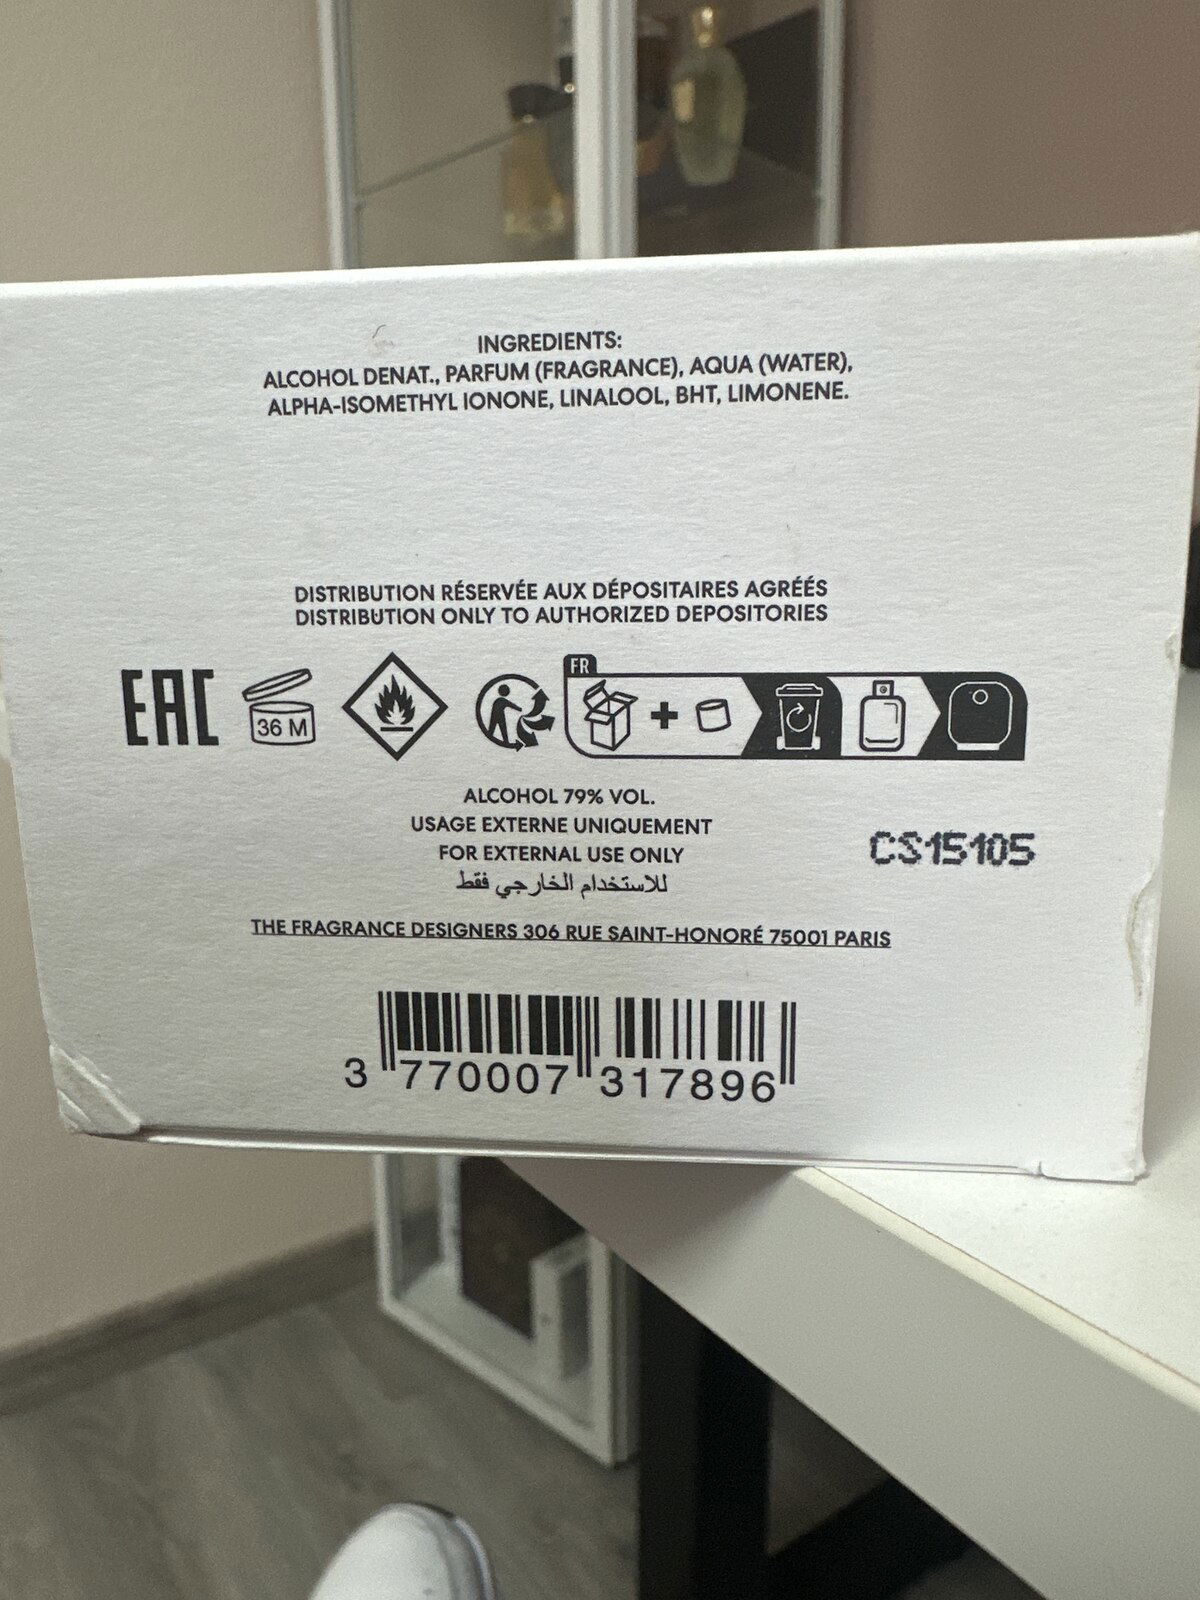 INGREDIENTS:
ALCOHOL DENAT., PARFUM (FRAGRANCE), AQUA (WATER),
ALPHA-ISOMETHYL IONONE, LINALOOL, BHT, LIMONENE.
DISTRIBUTION RÉSERVÉE AUX DÉPOSITAIRES AGRÉÉS
DISTRIBUTION ONLY TO AUTHORIZED DEPOSITORIES
EAC
36 M
FR
ALCOHOL 79% VOL.
USAGE EXTERNE UNIQUEMENT
FOR EXTERNAL USE ONLY
للاستخدام الخارجي فقط
CS15105
THE FRAGRANCE DESIGNERS 306 RUE SAINT-HONORÉ 75001 PARIS
3 770007 317896